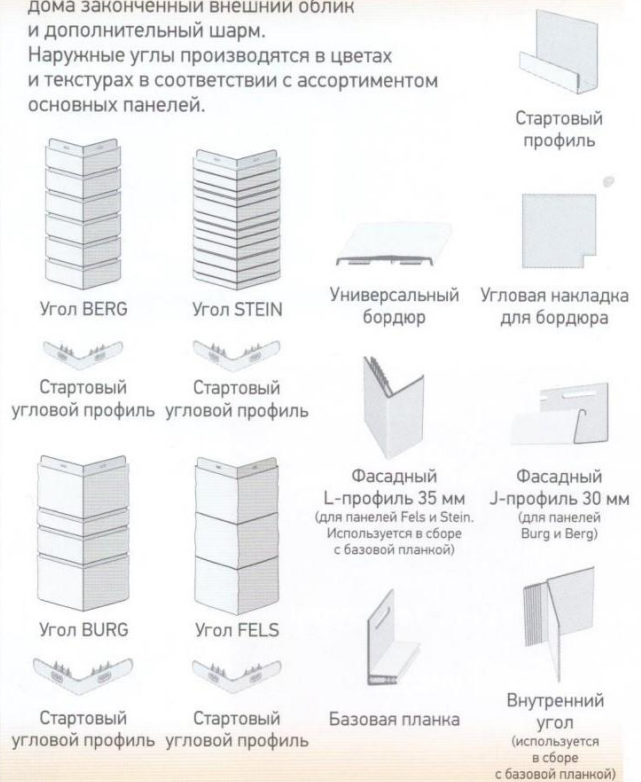 дома законченный внешний облик
и дополнительный шарм.
Наружные углы производятся в цветах
и текстурах в соответствии с ассортиментом
основных панелей.
Стартовый
профиль
Угол BERG
Угол STEIN
Универсальный
бордюр
Угловая накладка
для бордюра
Стартовый
угловой профиль
Стартовый
угловой профиль
Фасадный
L-профиль 35 мм
(для панелей Fels и Stein.
Используется в сборе
с базовой планкой)
Фасадный
J-профиль 30 мм
(для панелей
Burg и Berg)
Угол BURG
Угол FELS
Стартовый
угловой профиль
Стартовый
угловой профиль
Базовая планка
Внутренний
угол
(используется
в сборе
с базовой планкой)